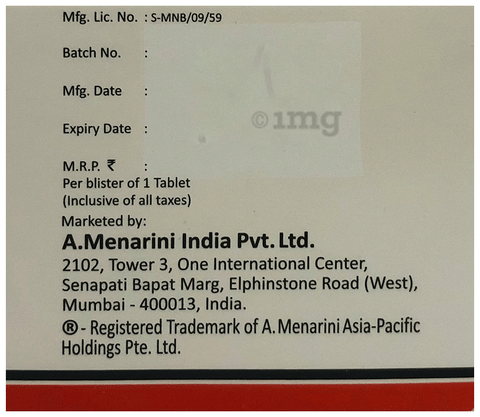 Mfg. Lic. No. : S-MNB/09/59
Batch No. :
©1mg
Mfg. Date :
Expiry Date :
M.R.P. ₹ :
Per blister of 1 Tablet
(Inclusive of all taxes)
Marketed by:
A.Menarini India Pvt. Ltd.
2102, Tower 3, One International Center,
Senapati Bapat Marg, Elphinstone Road (West),
Mumbai - 400013, India.
®- Registered Trademark of A. Menarini Asia-Pacific
Holdings Pte. Ltd.